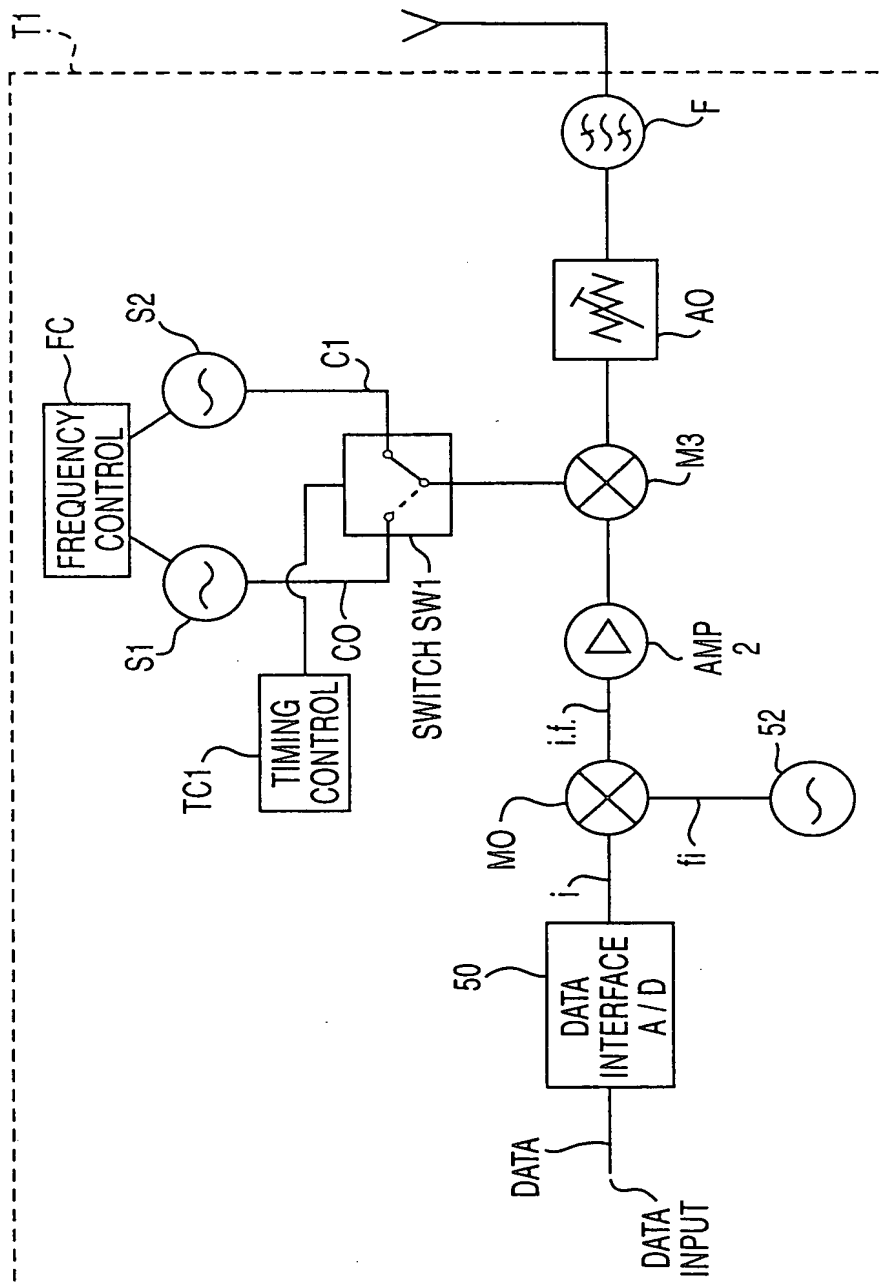 T1
FREQUENCY
CONTROL
FC
S1
S2
TC1
TIMING
CONTROL
CO
C1
SWITCH SW1
50
DATA
INTERFACE
A/D
DATA
DATA
INPUT
i
MO
fi
52
i.f.
AMP
2
M3
AO
F